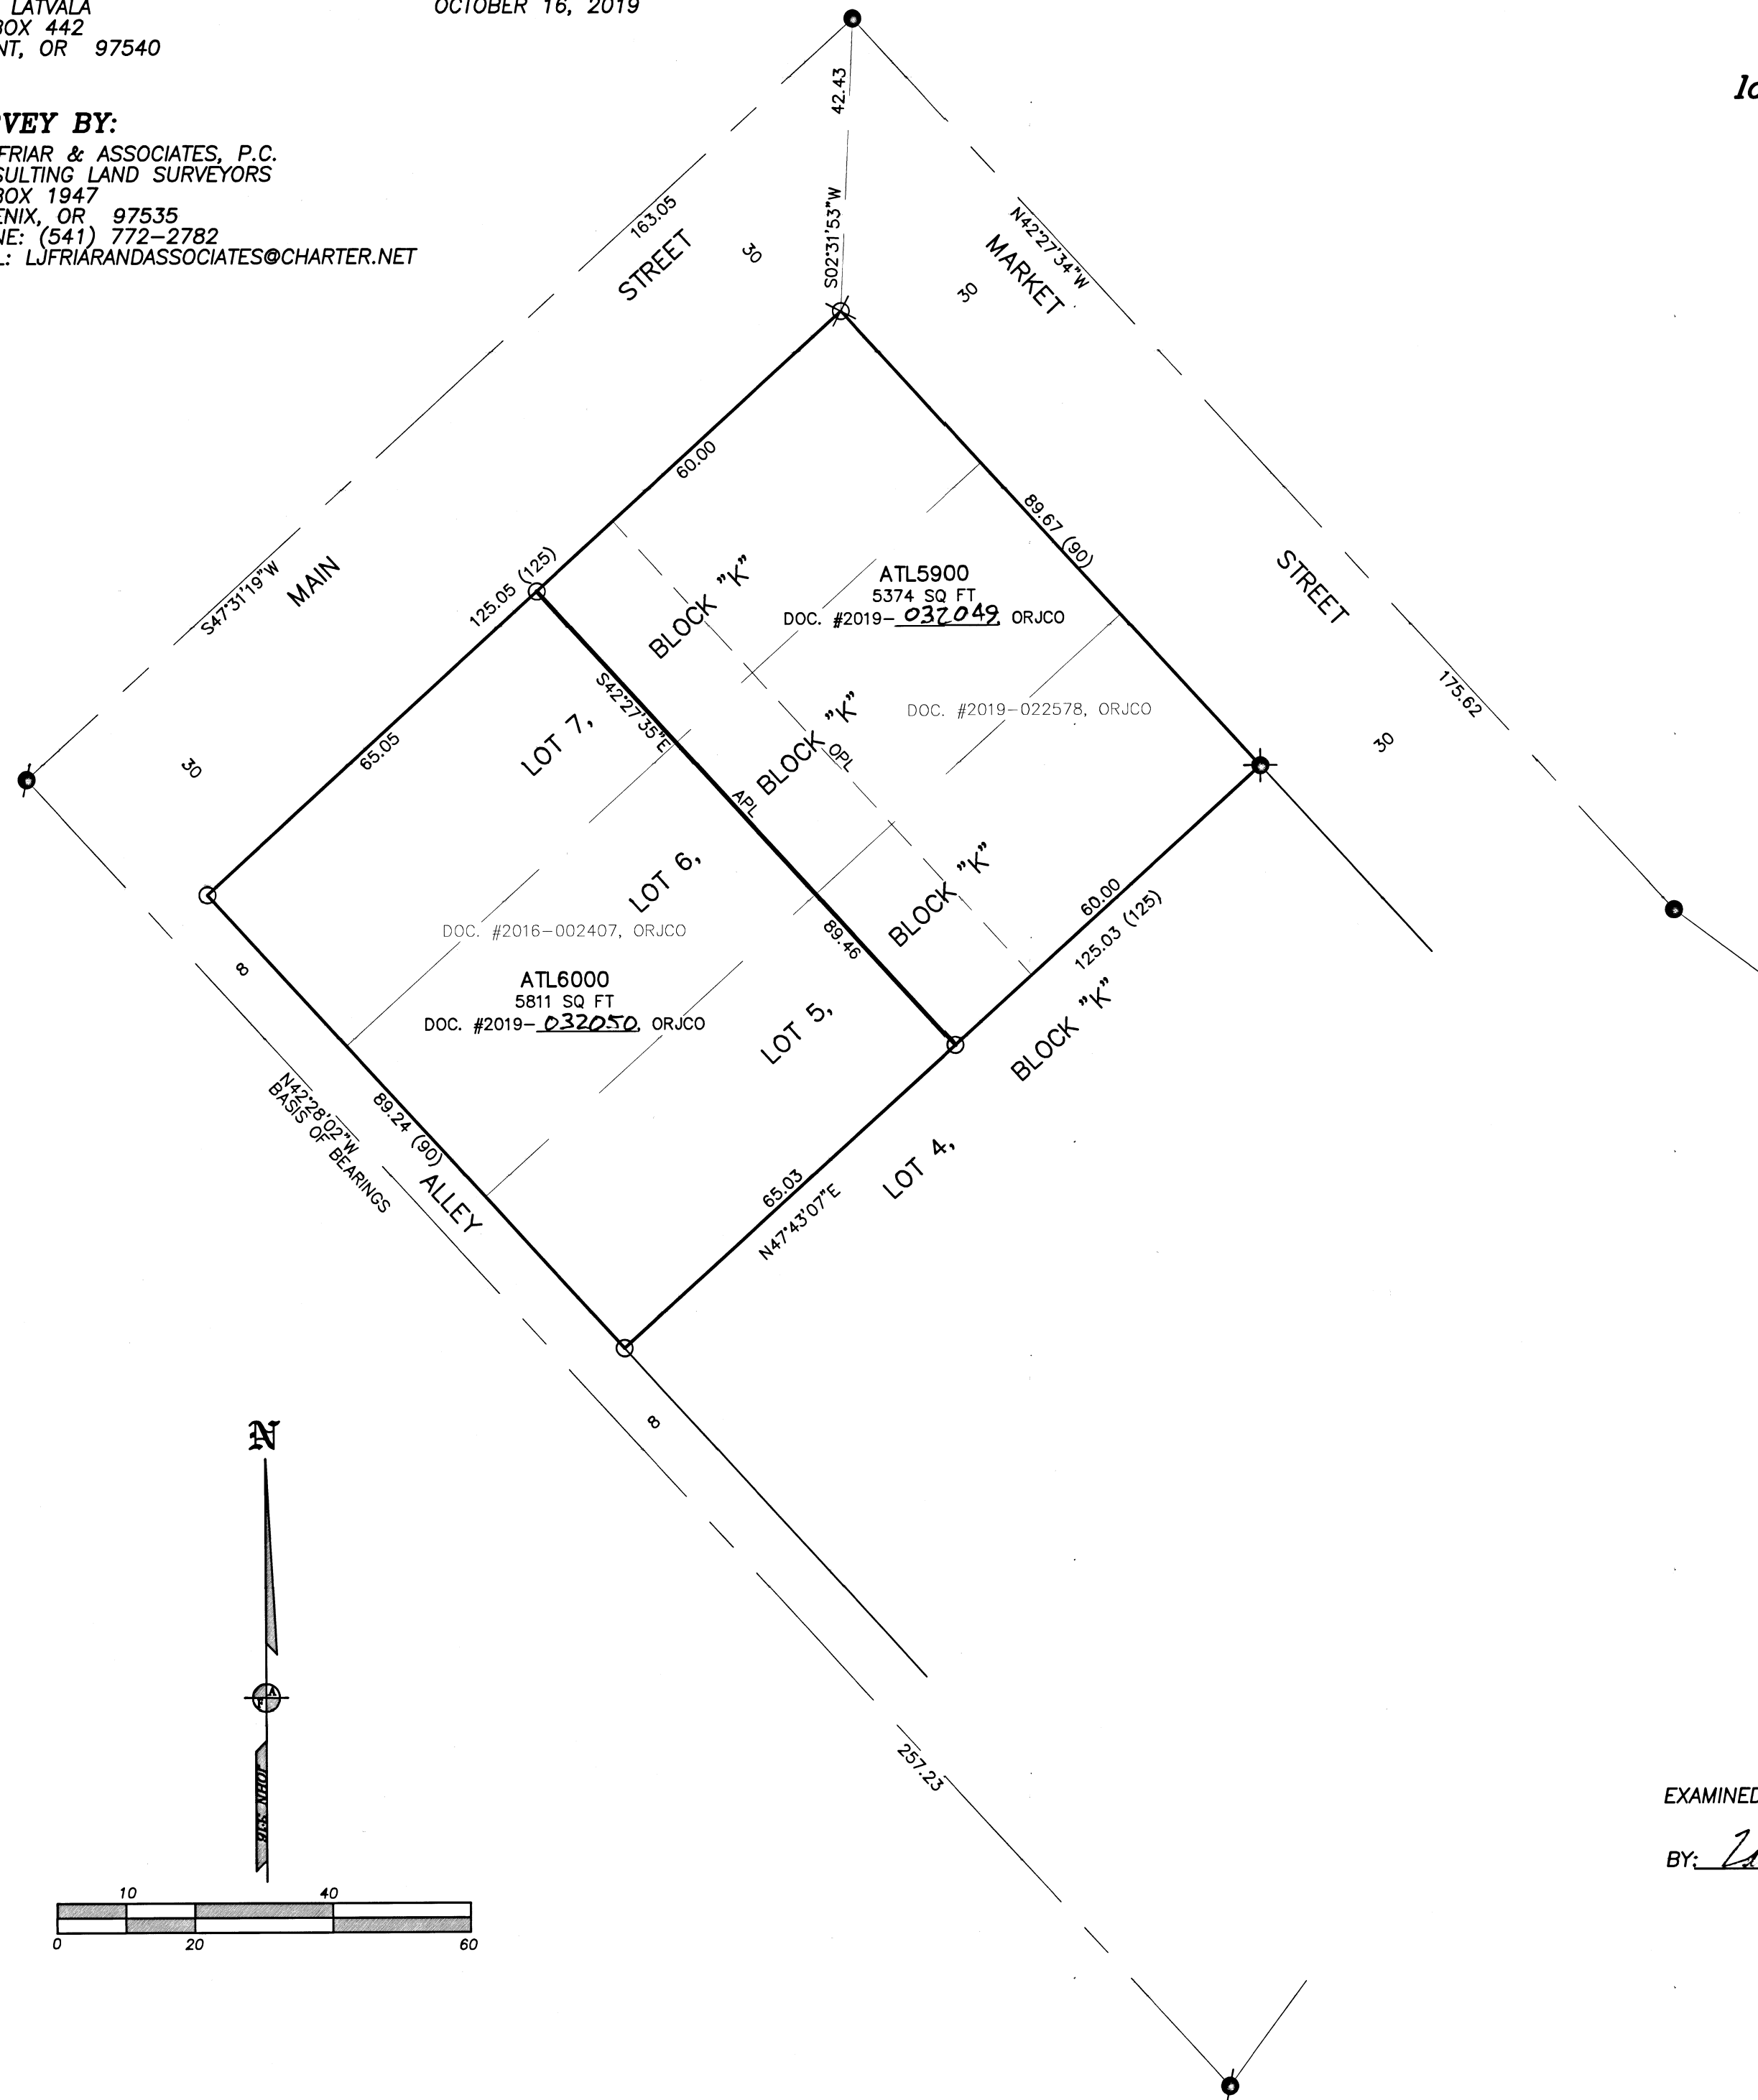 LATVALA
BOX 442
NT, OR 97540
OCTOBER 16, 2019
VEY BY:
FRIAR & ASSOCIATES, P.C.
SULTING LAND SURVEYORS
BOX 1947
ENIX, OR 97535
NE: (541) 772-2782
L: LJFRIARANDASSOCIATES@CHARTER.NET
lo
42.43
S02°31'53"W
163.05
STREET
30
N42°27'34"W
MARKET
30
60.00
89.67 (90)
S47°31'19"W
MAIN
125.05 (125)
BLOCK "K"
ATL5900
5374 SQ FT
DOC. #2019-032049, ORJCO
STREET
175.62
30
DOC. #2019-022578, ORJCO
S42°27'35"E
LOT 7,
BLOCK "K"
OPL
65.05
30
APL
LOT 6,
BLOCK "K"
60.00
125.03 (125)
DOC. #2016-002407, ORJCO
89.46
8
ATL6000
5811 SQ FT
DOC. #2019-032050, ORJCO
LOT 5,
BLOCK "K"
N42°28'02"W
BASIS OF BEARINGS
89.24 (90)
ALLEY
65.03
N47°43'07"E
LOT 4,
8
N
A
F
JOHN 3:16
257.23
EXAMINED
BY:
10
40
0
20
60